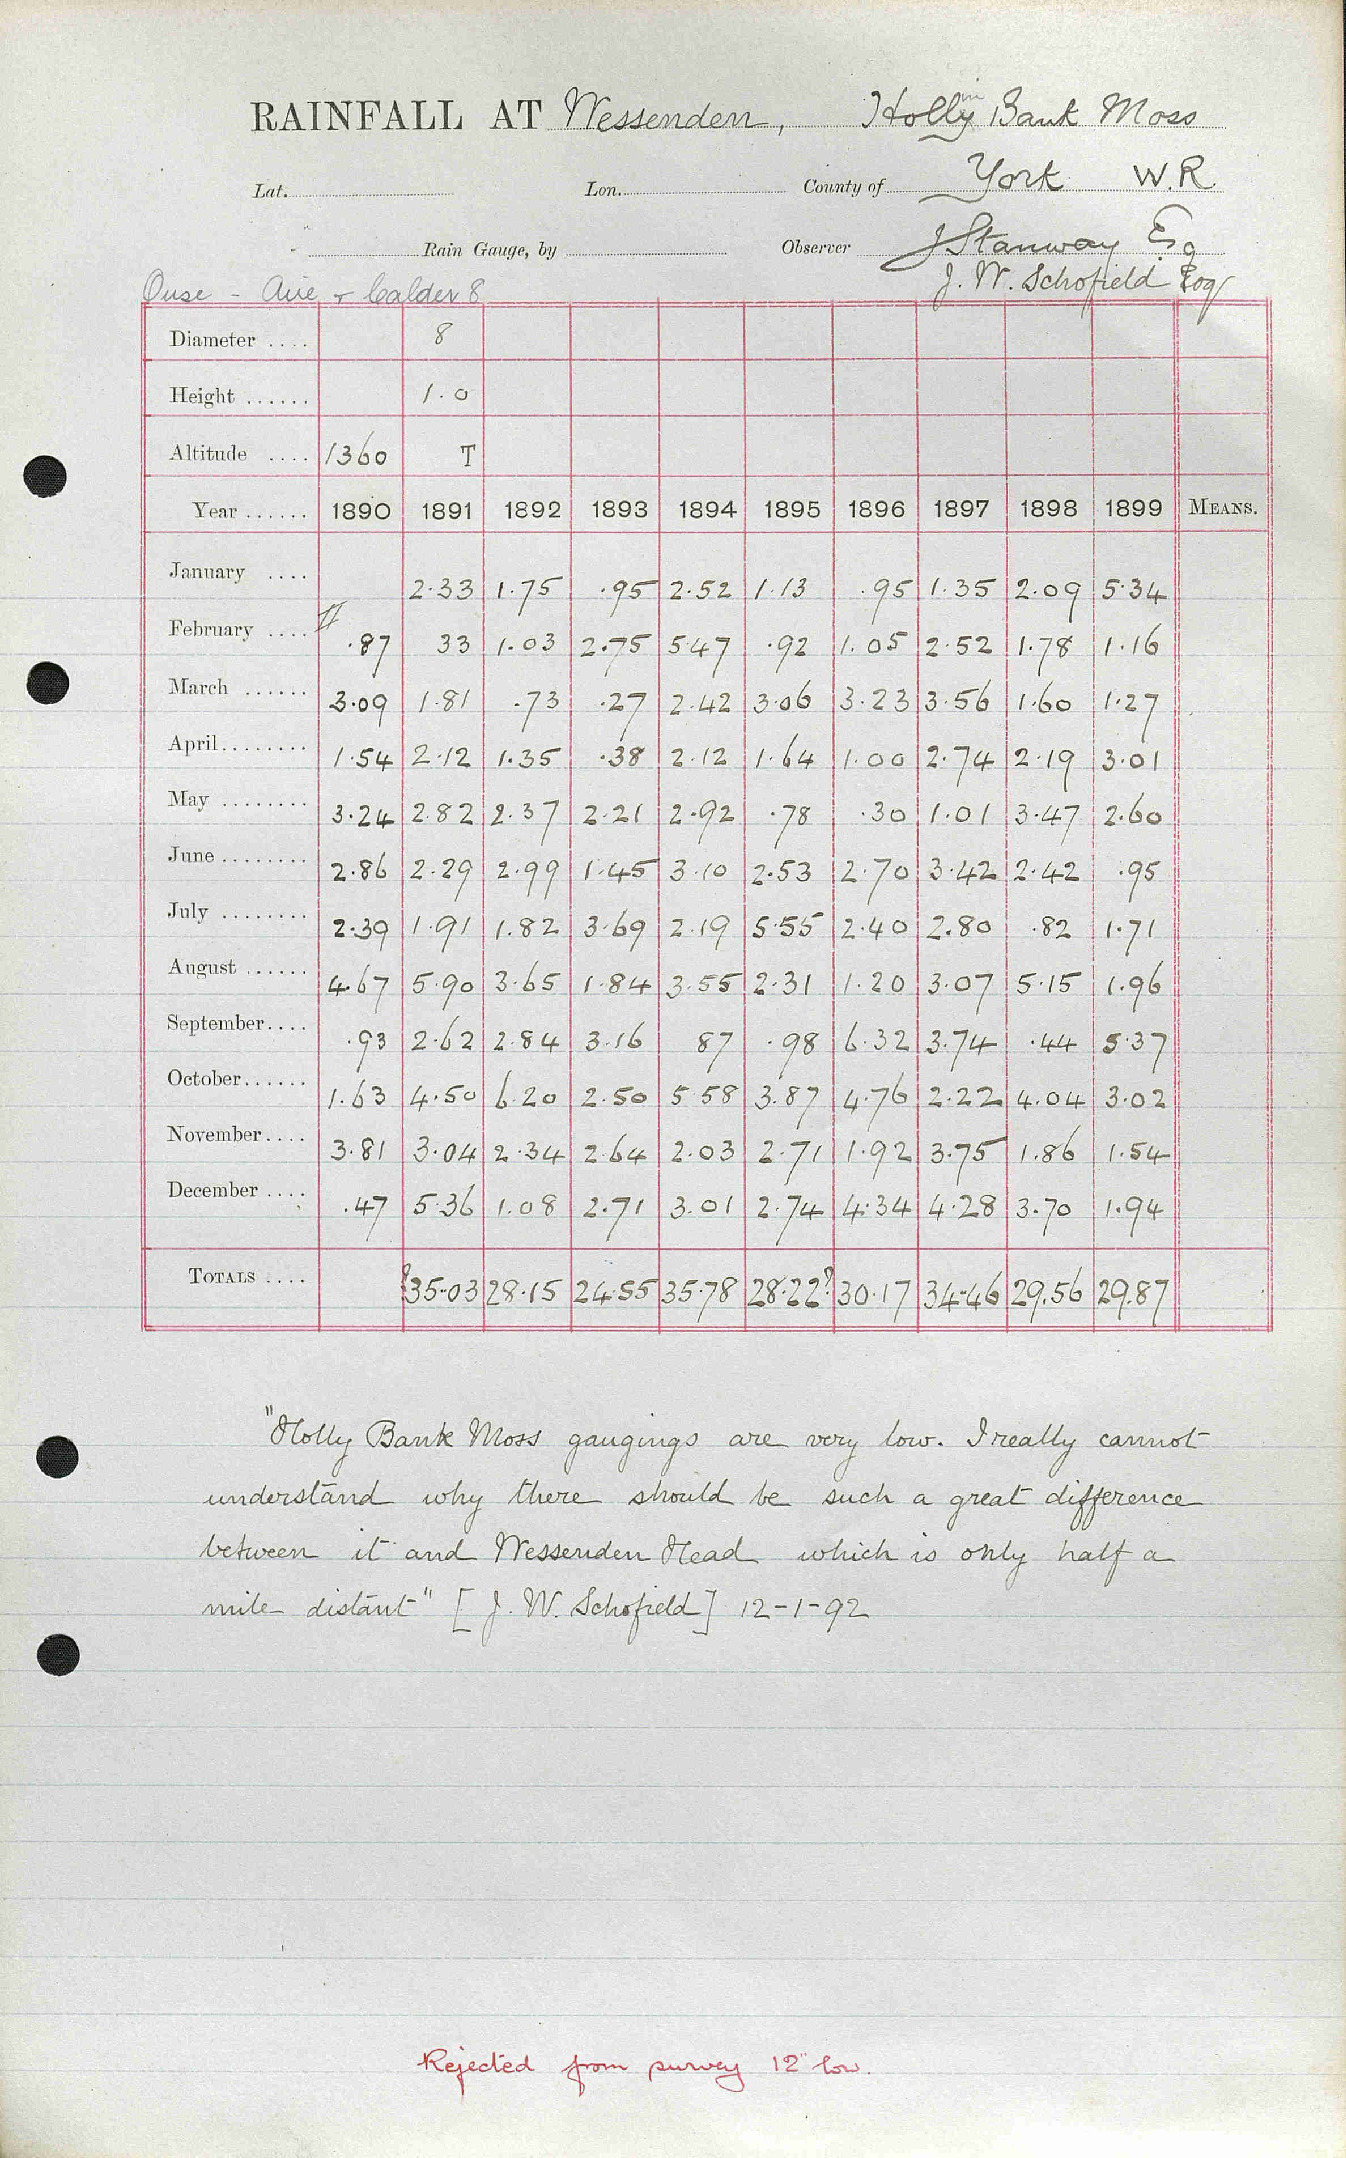 RAINFALL AT Wessenden, Holly in Bank Moss
Lat. Lon. County of York W.R.
Rain Gauge, by Observer J Stanway Esq
Ouse - Aire & Calder 8 J. W. Schofield Esq
Diameter .... 8
Height ...... 1.0
Altitude .... 1360 T
Year ...... 1890 1891 1892 1893 1894 1895 1896 1897 1898 1899 MEANS.
January .... 2.33 1.75 .95 2.52 1.13 .95 1.35 2.09 5.34
February .... .87 33 1.03 2.75 5.47 .92 1.05 2.52 1.78 1.16
March ...... 3.09 1.81 .73 .27 2.42 3.06 3.23 3.56 1.60 1.27
April ........ 1.54 2.12 1.35 .38 2.12 1.64 1.00 2.74 2.19 3.01
May ........ 3.24 2.82 2.37 2.21 2.92 .78 .30 1.01 3.47 2.60
June ........ 2.86 2.29 2.99 1.45 3.10 2.53 2.70 3.42 2.42 .95
July ........ 2.39 1.91 1.82 3.69 2.19 5.55 2.40 2.80 .82 1.71
August ...... 4.67 5.90 3.65 1.84 3.55 2.31 1.20 3.07 5.15 1.96
September .... .93 2.62 2.84 3.16 87 .98 6.32 3.74 .44 5.37
October ...... 1.63 4.50 6.20 2.50 5.58 3.87 4.76 2.22 4.04 3.02
November .... 3.81 3.04 2.34 2.64 2.03 2.71 1.92 3.75 1.86 1.54
December .... .47 5.36 1.08 2.71 3.01 2.74 4.34 4.28 3.70 1.94
TOTALS .... ?35.03 28.15 24.55 35.78 28.22? 30.17 34.46 29.56 29.87
"Holly Bank Moss gaugings are very low. I really cannot
understand why there should be such a great difference
between it and Wessenden Head which is only half a
mile distant" [J. W. Schofield] 12-1-92
Rejected from survey 12" low.